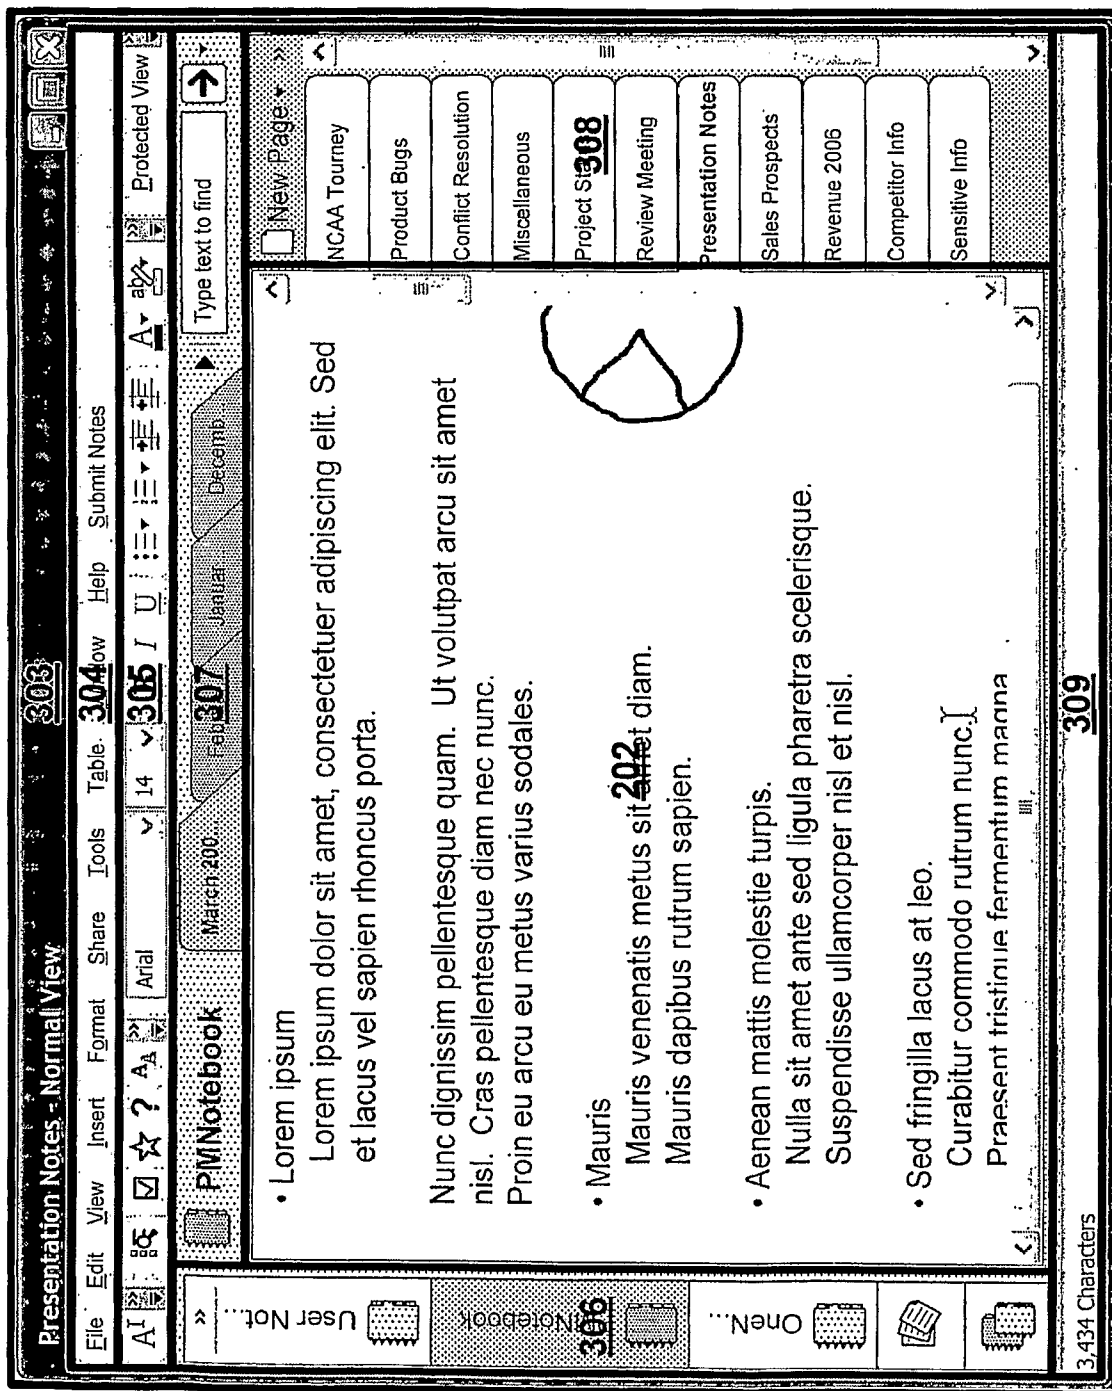 Presentation Notes - Normal View
303
File Edit View Insert Format Share Tools Table 304 Help Submit Notes
Arial 14 305 I U A Protected View
PMNotebook March 200... 307 Januar Decemb... Type text to find
User Not...
306
OneN...
• Lorem ipsum
Lorem ipsum dolor sit amet, consectetuer adipiscing elit. Sed
et lacus vel sapien rhoncus porta.
Nunc dignissim pellentesque quam. Ut volutpat arcu sit amet
nisl. Cras pellentesque diam nec nunc.
Proin eu arcu eu metus varius sodales.
• Mauris
Mauris venenatis metus sit amet diam.
202
Mauris dapibus rutrum sapien.
• Aenean mattis molestie turpis.
Nulla sit amet ante sed ligula pharetra scelerisque.
Suspendisse ullamcorper nisl et nisl.
• Sed fringilla lacus at leo.
Curabitur commodo rutrum nunc.
Praesent tristique fermentum magna
New Page
NCAA Tourney
Product Bugs
Conflict Resolution
Miscellaneous
Project
308
Review Meeting
Presentation Notes
Sales Prospects
Revenue 2006
Competitor Info
Sensitive Info
3,434 Characters
309